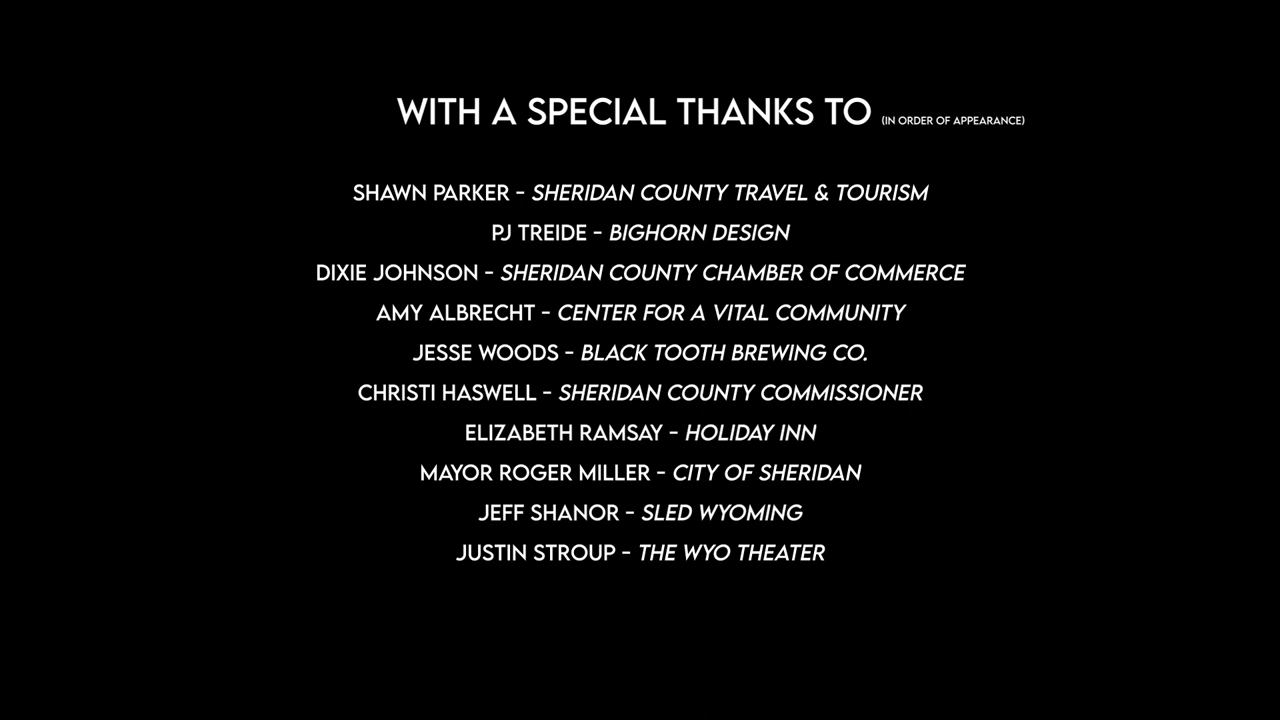 WITH A SPECIAL THANKS TO (IN ORDER OF APPEARANCE)
SHAWN PARKER - SHERIDAN COUNTY TRAVEL & TOURISM
PJ TREIDE - BIGHORN DESIGN
DIXIE JOHNSON - SHERIDAN COUNTY CHAMBER OF COMMERCE
AMY ALBRECHT - CENTER FOR A VITAL COMMUNITY
JESSE WOODS - BLACK TOOTH BREWING CO.
CHRISTI HASWELL - SHERIDAN COUNTY COMMISSIONER
ELIZABETH RAMSAY - HOLIDAY INN
MAYOR ROGER MILLER - CITY OF SHERIDAN
JEFF SHANOR - SLED WYOMING
JUSTIN STROUP - THE WYO THEATER